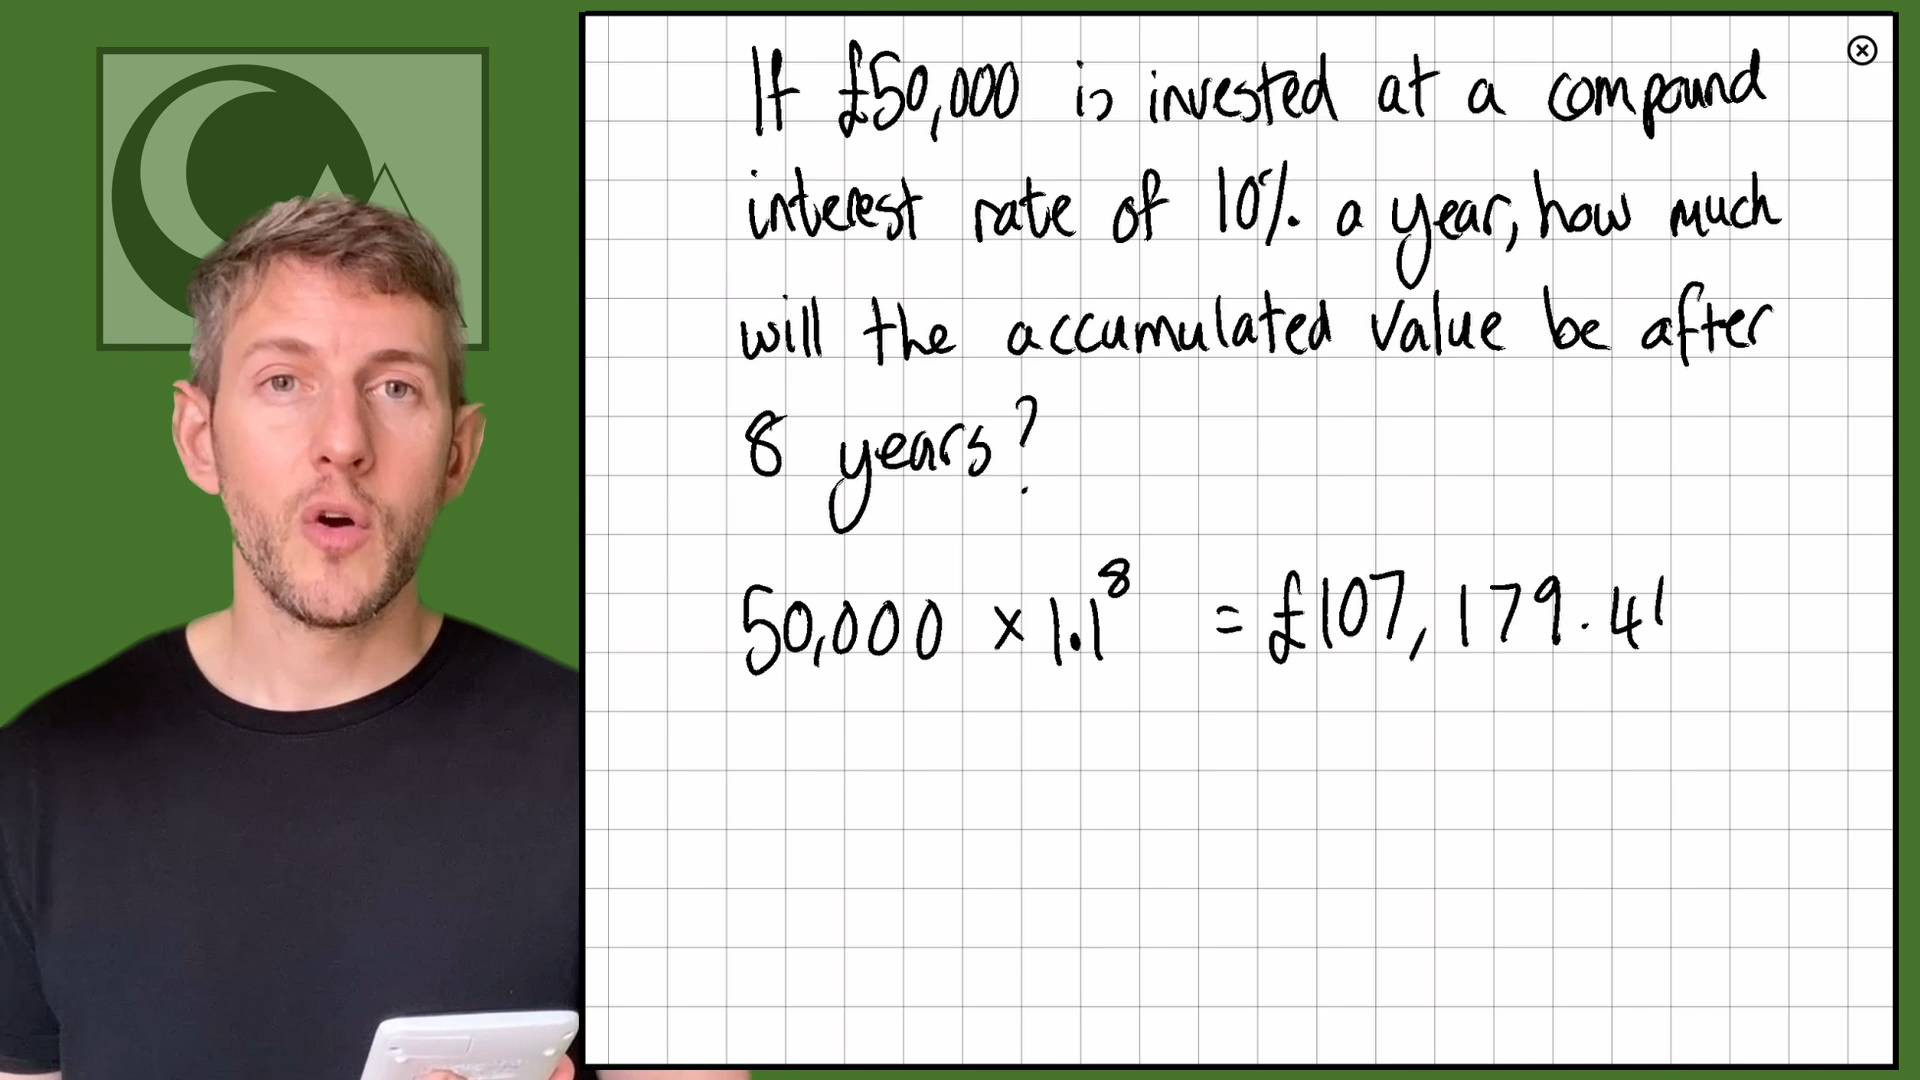 If £50,000 is invested at a compound
interest rate of 10% a year, how much
will the accumulated value be after
8 years?
50,000 × 1.1⁸ = £107,179.41